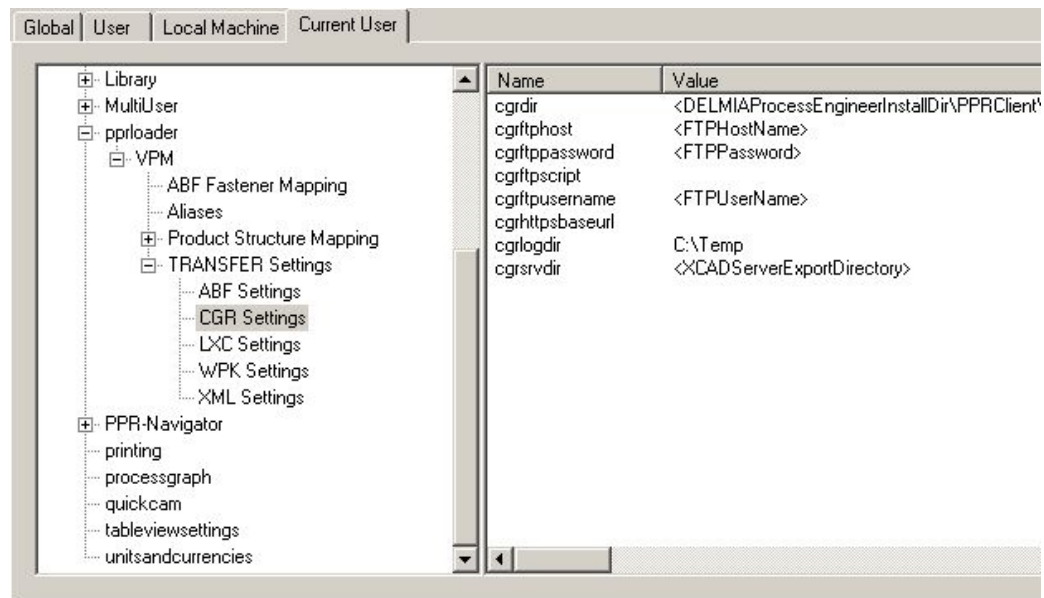 Global User Local Machine Current User
Library
MultiUser
pprloader
VPM
ABF Fastener Mapping
Aliases
Product Structure Mapping
TRANSFER Settings
ABF Settings
CGR Settings
LXC Settings
WPK Settings
XML Settings
PPR-Navigator
printing
processgraph
quickcam
tableviewsettings
unitsandcurrencies
Name Value
cgrdir <DELMIAProcessEngineerInstallDir\PPRClient\
cgrftphost <FTPHostName>
cgrftppassword <FTPPassword>
cgrftpscript
cgrftpusername <FTPUserName>
cgrhttpsbaseurl
cgrlogdir C:\Temp
cgrsrvdir <XCADServerExportDirectory>